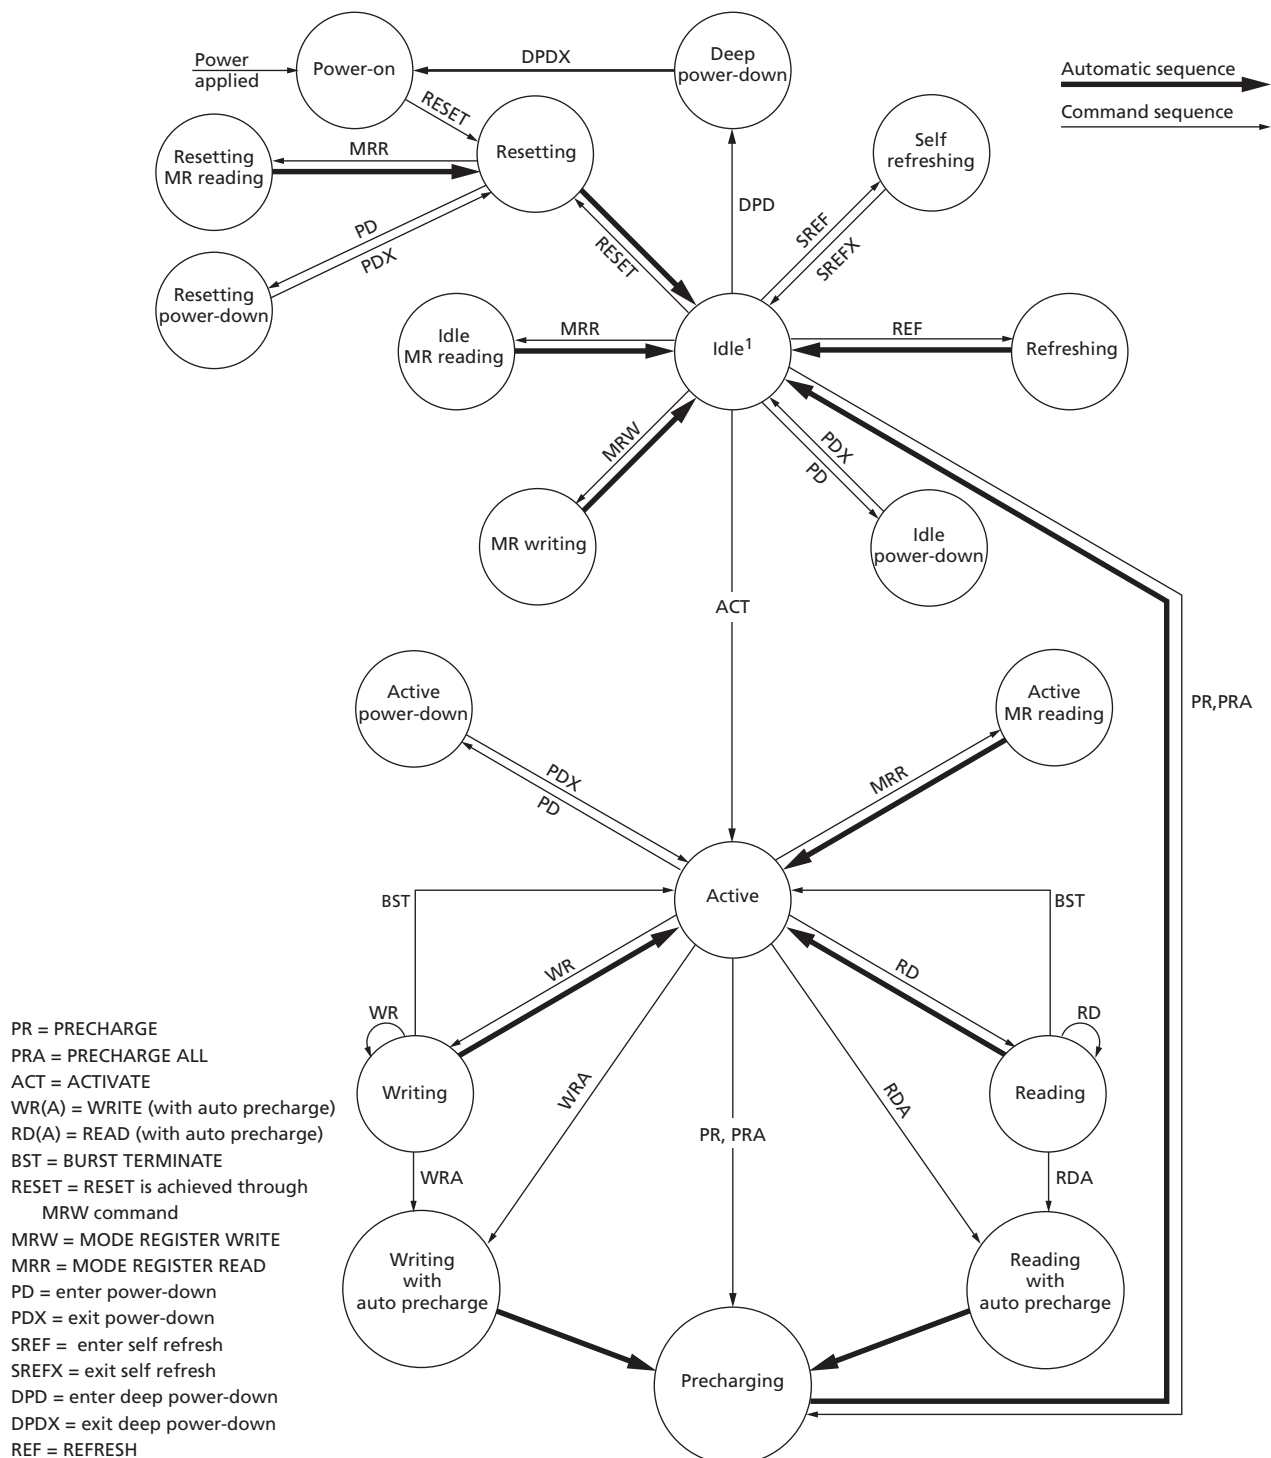 Power
applied
Power-on
DPDX
Deep
power-down
Automatic sequence
Command sequence
RESET
Resetting
MR reading
MRR
Resetting
Self
refreshing
PD
PDX
RESET
DPD
SREF
SREFX
Resetting
power-down
Idle
MR reading
MRR
Idle1
REF
Refreshing
MRW
PDX
PD
MR writing
Idle
power-down
ACT
Active
power-down
Active
MR reading
PR,PRA
PDX
PD
MRR
BST
Active
BST
WR
RD
WR
RD
Writing
WRA
RDA
Reading
PR, PRA
WRA
RDA
Writing
with
auto precharge
Reading
with
auto precharge
Precharging
PR = PRECHARGE
PRA = PRECHARGE ALL
ACT = ACTIVATE
WR(A) = WRITE (with auto precharge)
RD(A) = READ (with auto precharge)
BST = BURST TERMINATE
RESET = RESET is achieved through
MRW command
MRW = MODE REGISTER WRITE
MRR = MODE REGISTER READ
PD = enter power-down
PDX = exit power-down
SREF =  enter self refresh
SREFX = exit self refresh
DPD = enter deep power-down
DPDX = exit deep power-down
REF = REFRESH